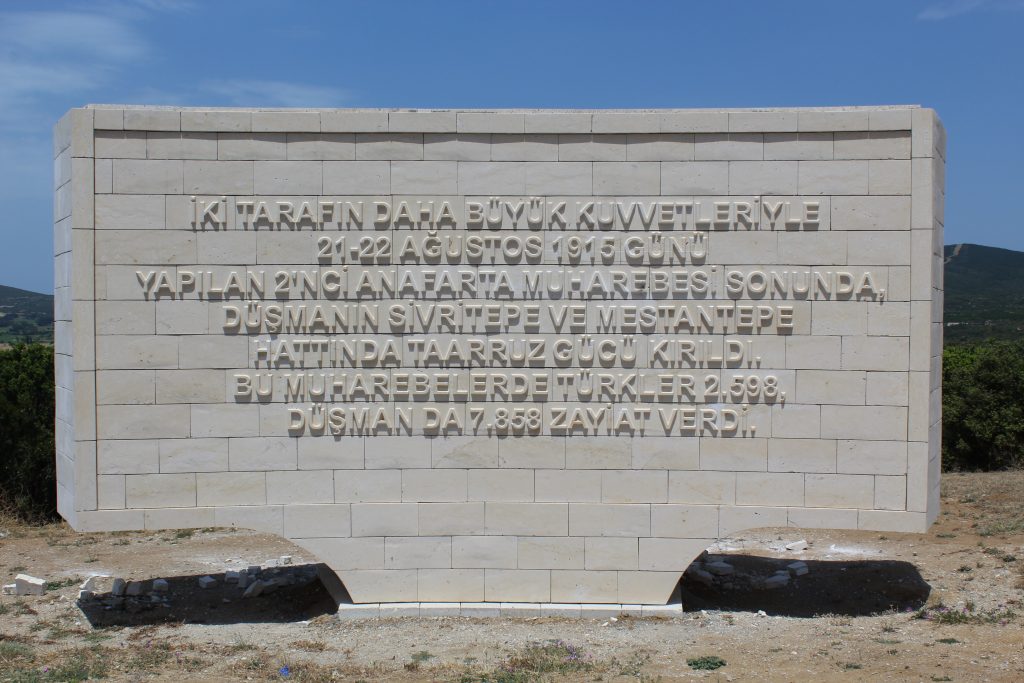 İKİ TARAFIN DAHA BÜYÜK KUVVETLERİYLE
21-22 AĞUSTOS 1915 GÜNÜ
YAPILAN 2'NCİ ANAFARTA MUHAREBESİ SONUNDA,
DÜŞMANIN SİVRİTEPE VE MESTANTEPE
HATTINDA TAARRUZ GÜCÜ KIRILDI.
BU MUHAREBELERDE TÜRKLER 2.598,
DÜŞMAN DA 7.858 ZAYİAT VERDİ.